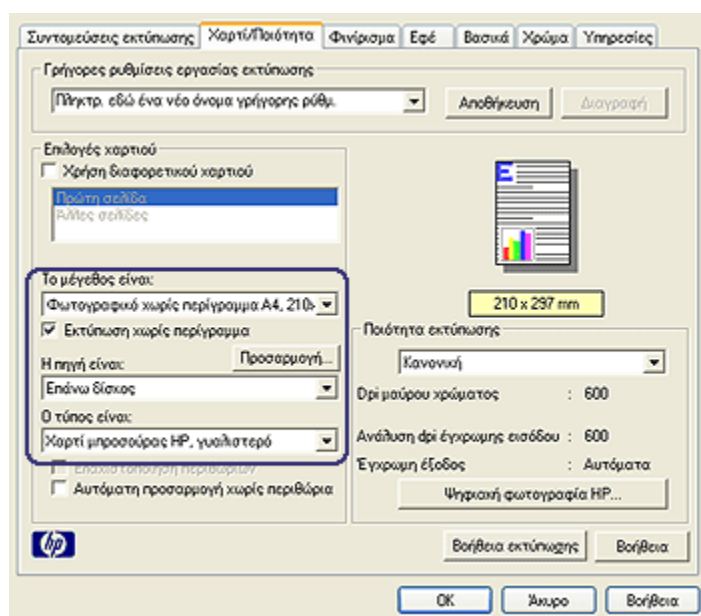 Συντομεύσεις εκτύπωσης Χαρτί/Ποιότητα Φινίρισμα Εφέ Βασικά Χρώμα Υπηρεσίες
Γρήγορες ρυθμίσεις εργασίας εκτύπωσης
Πληκτρ. εδώ ένα νέο όνομα γρήγορης ρύθμ. Αποθήκευση Διαγραφή
Επιλογές χαρτιού
Χρήση διαφορετικού χαρτιού
Πρώτη σελίδα
Άλλες σελίδες
E
Το μέγεθος είναι:
Φωτογραφικό χωρίς περίγραμμα A4, 210x
210 x 297 mm
Εκτύπωση χωρίς περίγραμμα
Η πηγή είναι: Προσαρμογή...
Επάνω δίσκος
Ο τύπος είναι:
Χαρτί μπροσούρας HP, γυαλιστερό
Ελαχιστοποίηση περιθωρίων
Αυτόματη προσαρμογή χωρίς περιθώρια
Ποιότητα εκτύπωσης
Κανονική
Dpi μαύρου χρώματος : 600
Ανάλυση dpi έγχρωμης εισόδου : 600
Έγχρωμη έξοδος : Αυτόματα
Ψηφιακή φωτογραφία HP...
hp
Βοήθεια εκτύπωσης Βοήθεια
OK Άκυρο Βοήθεια